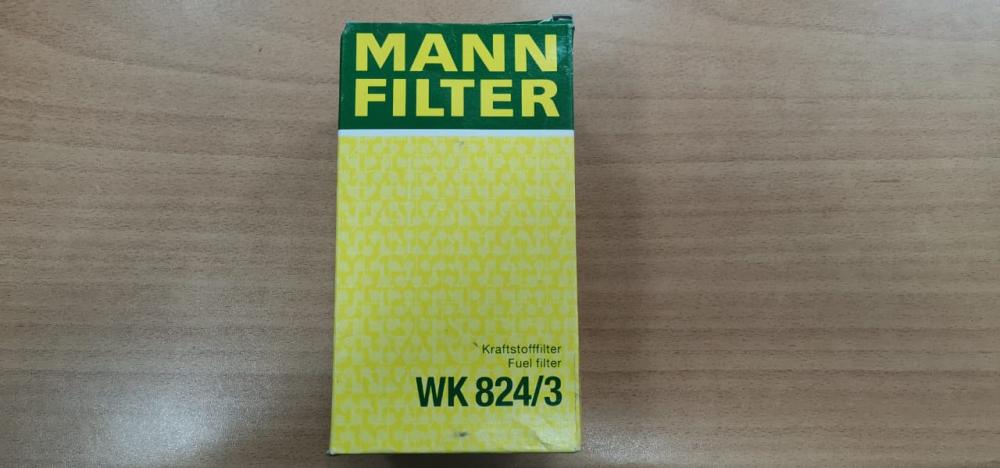 MANN
FILTER
Kraftstofffilter
Fuel filter
WK 824/3